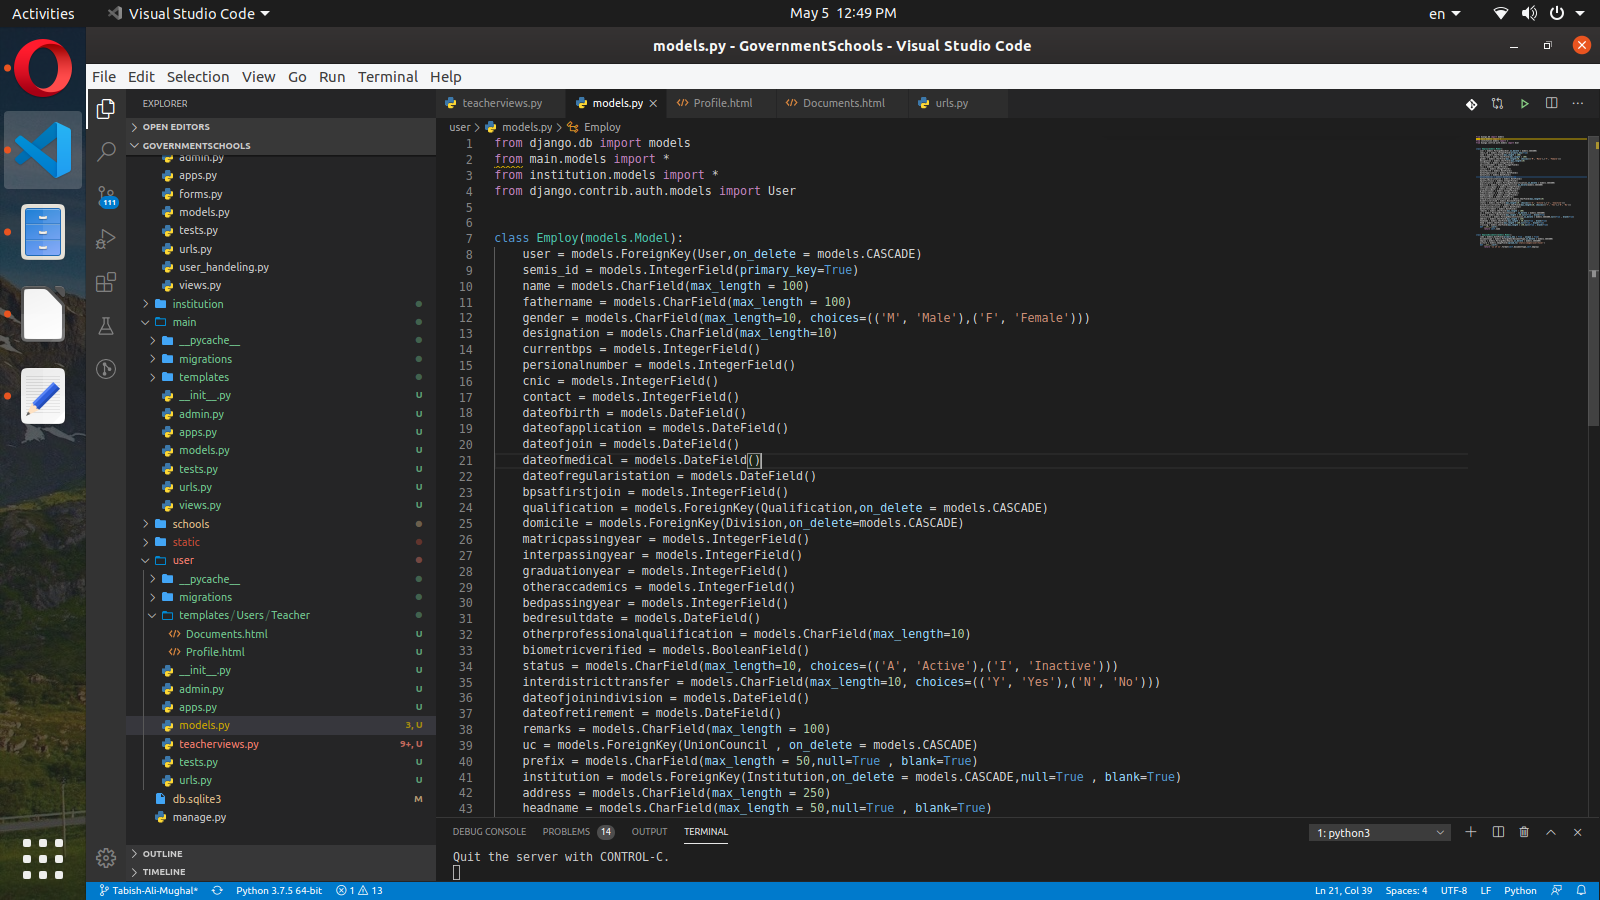 Activities
Visual Studio Code
May 5 12:49 PM
en
models.py - GovernmentSchools - Visual Studio Code
File Edit Selection View Go Run Terminal Help
EXPLORER
OPEN EDITORS
GOVERNMENTSCHOOLS
admin.py
apps.py
forms.py
models.py
tests.py
urls.py
user_handeling.py
views.py
institution
main
__pycache__
migrations
templates
__init__.py U
admin.py U
apps.py U
models.py U
tests.py U
urls.py U
views.py U
schools
static
user
__pycache__
migrations
templates/Users/Teacher
Documents.html U
Profile.html U
__init__.py U
admin.py U
apps.py U
models.py 3, U
teacherviews.py 9+, U
tests.py U
urls.py U
db.sqlite3 M
manage.py
OUTLINE
TIMELINE
111
teacherviews.py models.py Profile.html Documents.html urls.py
user > models.py > Employ
1 from django.db import models
2 from main.models import *
3 from institution.models import *
4 from django.contrib.auth.models import User
5
6
7 class Employ(models.Model):
8 user = models.ForeignKey(User,on_delete = models.CASCADE)
9 semis_id = models.IntegerField(primary_key=True)
10 name = models.CharField(max_length = 100)
11 fathername = models.CharField(max_length = 100)
12 gender = models.CharField(max_length=10, choices=(('M', 'Male'),('F', 'Female')))
13 designation = models.CharField(max_length=10)
14 currentbps = models.IntegerField()
15 persionalnumber = models.IntegerField()
16 cnic = models.IntegerField()
17 contact = models.IntegerField()
18 dateofbirth = models.DateField()
19 dateofapplication = models.DateField()
20 dateofjoin = models.DateField()
21 dateofmedical = models.DateField()
22 dateofregularistation = models.DateField()
23 bpsatfirstjoin = models.IntegerField()
24 qualification = models.ForeignKey(Qualification,on_delete = models.CASCADE)
25 domicile = models.ForeignKey(Division,on_delete=models.CASCADE)
26 matricpassingyear = models.IntegerField()
27 interpassingyear = models.IntegerField()
28 graduationyear = models.IntegerField()
29 otheraccademics = models.IntegerField()
30 bedpassingyear = models.IntegerField()
31 bedresultdate = models.DateField()
32 otherprofessionalqualification = models.CharField(max_length=10)
33 biometricverified = models.BooleanField()
34 status = models.CharField(max_length=10, choices=(('A', 'Active'),('I', 'Inactive')))
35 interdistricttransfer = models.CharField(max_length=10, choices=(('Y', 'Yes'),('N', 'No')))
36 dateofjoinindivision = models.DateField()
37 dateofretirement = models.DateField()
38 remarks = models.CharField(max_length = 100)
39 uc = models.ForeignKey(UnionCouncil , on_delete = models.CASCADE)
40 prefix = models.CharField(max_length = 50,null=True , blank=True)
41 institution = models.ForeignKey(Institution,on_delete = models.CASCADE,null=True , blank=True)
42 address = models.CharField(max_length = 250)
43 headname = models.CharField(max_length = 50,null=True , blank=True)
DEBUG CONSOLE PROBLEMS 14 OUTPUT TERMINAL
1: python3
Quit the server with CONTROL-C.
Tabish-Ali-Mughal* Python 3.7.5 64-bit 1 13
Ln 21, Col 39 Spaces: 4 UTF-8 LF Python